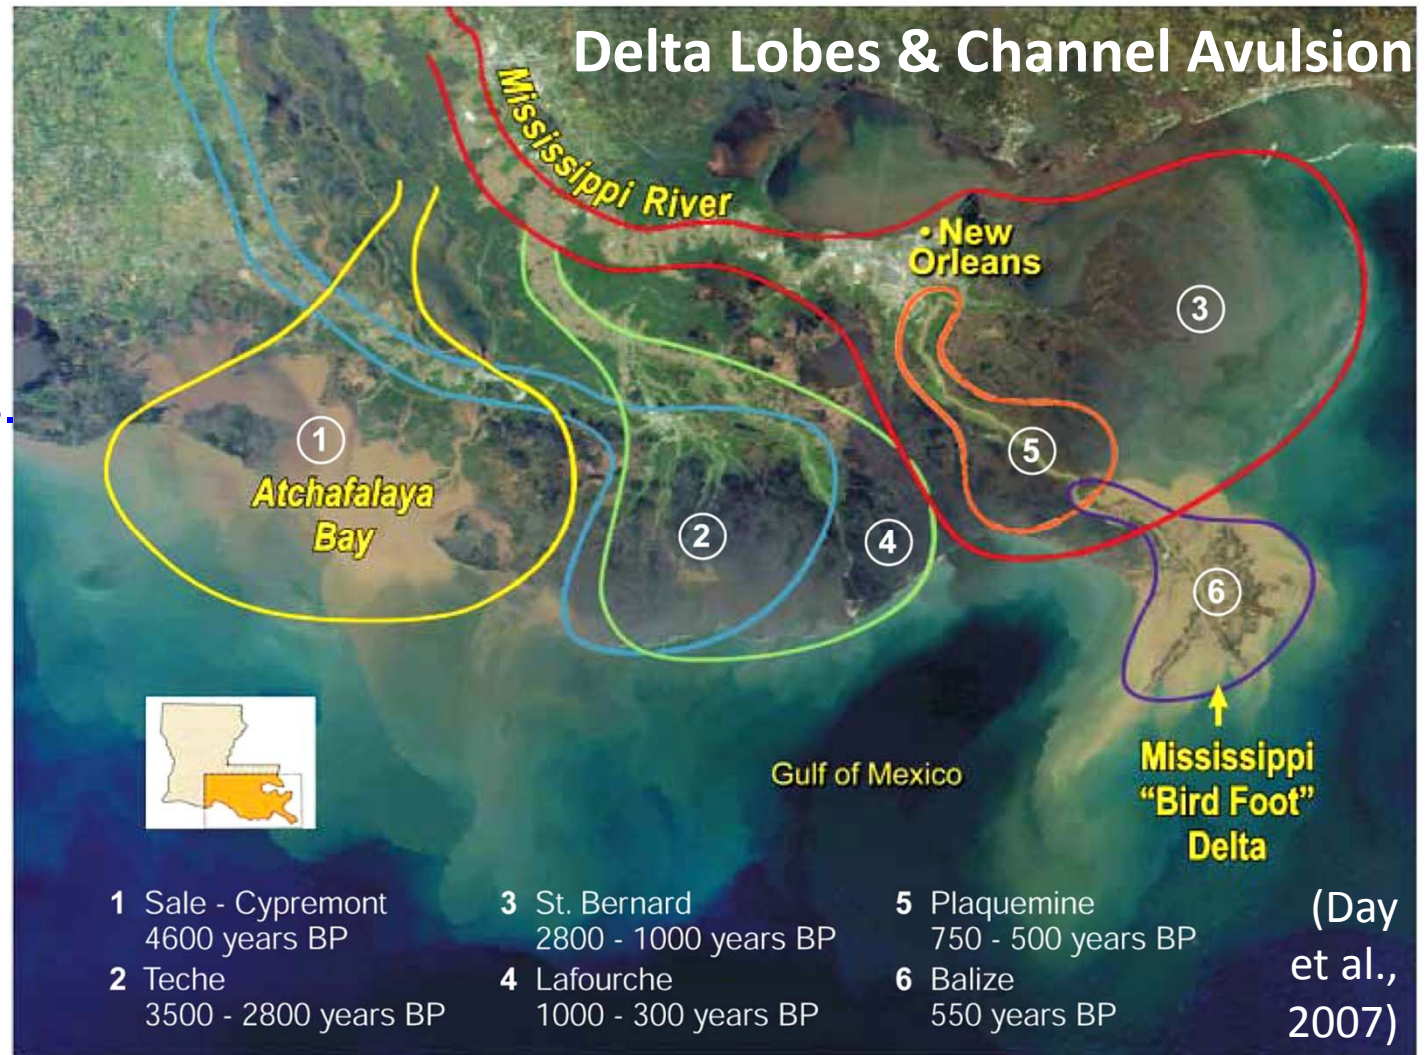 Delta Lobes & Channel Avulsion
Mississippi River
• New
Orleans
3
1
5
Atchafalaya
Bay
2
4
6
Mississippi
“Bird Foot”
Delta
Gulf of Mexico
1 Sale - Cypremont
4600 years BP
2 Teche
3500 - 2800 years BP
3 St. Bernard
2800 - 1000 years BP
4 Lafourche
1000 - 300 years BP
5 Plaquemine
750 - 500 years BP
6 Balize
550 years BP
(Day
et al.,
2007)